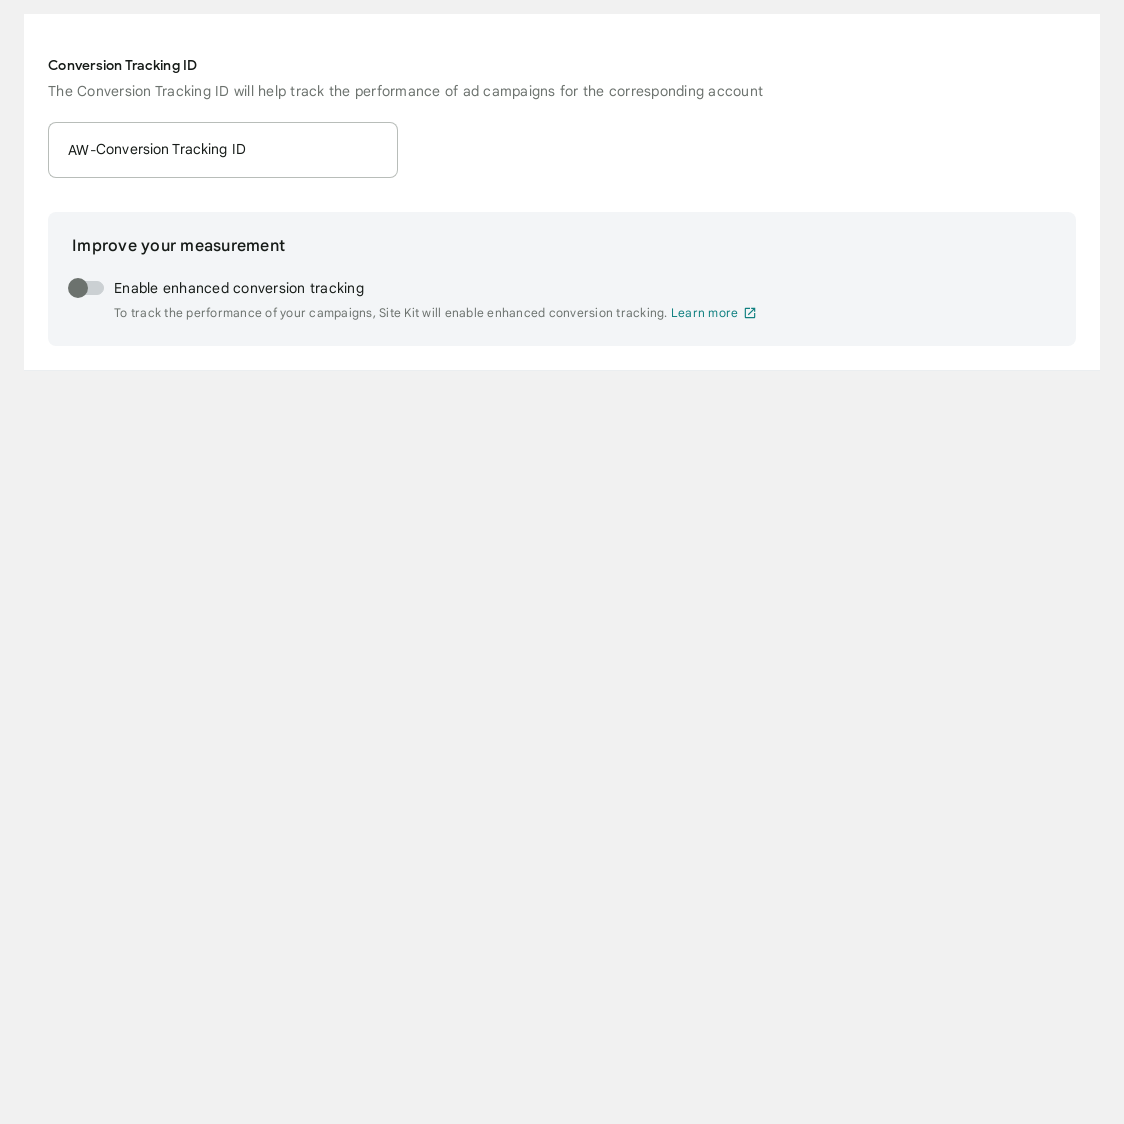 Conversion Tracking ID
The Conversion Tracking ID will help track the performance of ad campaigns for the corresponding account
AW-Conversion Tracking ID
Improve your measurement
Enable enhanced conversion tracking
To track the performance of your campaigns, Site Kit will enable enhanced conversion tracking. Learn more